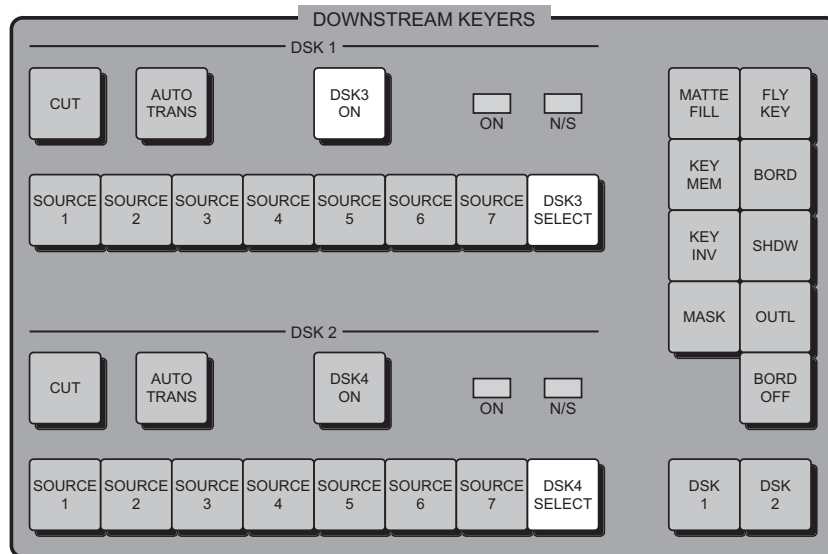 DOWNSTREAM KEYERS
DSK 1
CUT
AUTO
TRANS
DSK3
ON
ON
N/S
SOURCE
1
SOURCE
2
SOURCE
3
SOURCE
4
SOURCE
5
SOURCE
6
SOURCE
7
DSK3
SELECT
DSK 2
CUT
AUTO
TRANS
DSK4
ON
ON
N/S
SOURCE
1
SOURCE
2
SOURCE
3
SOURCE
4
SOURCE
5
SOURCE
6
SOURCE
7
DSK4
SELECT
MATTE
FILL
FLY
KEY
KEY
MEM
BORD
KEY
INV
SHDW
MASK
OUTL
BORD
OFF
DSK
1
DSK
2